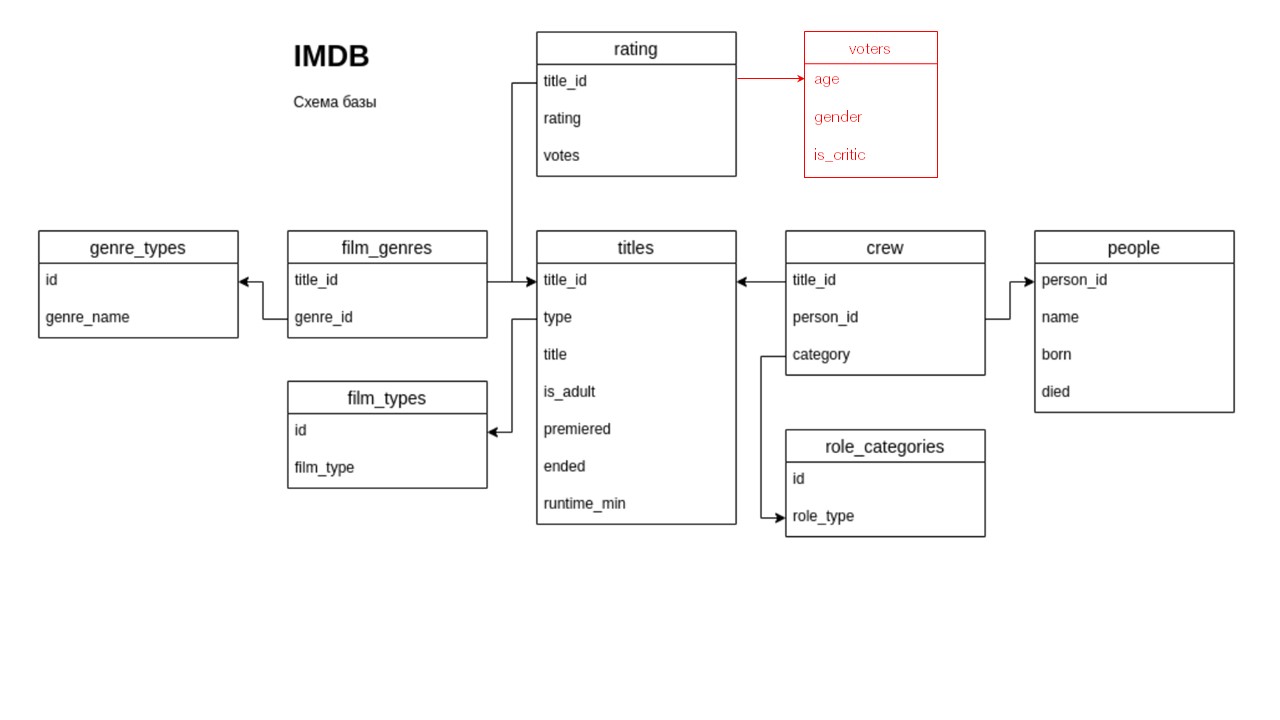 IMDB
Схема базы
rating
title_id
rating
votes
voters
age
gender
is_critic
genre_types
id
genre_name
film_genres
title_id
genre_id
film_types
id
film_type
titles
title_id
type
title
is_adult
premiered
ended
runtime_min
crew
title_id
person_id
category
role_categories
id
role_type
people
person_id
name
born
died